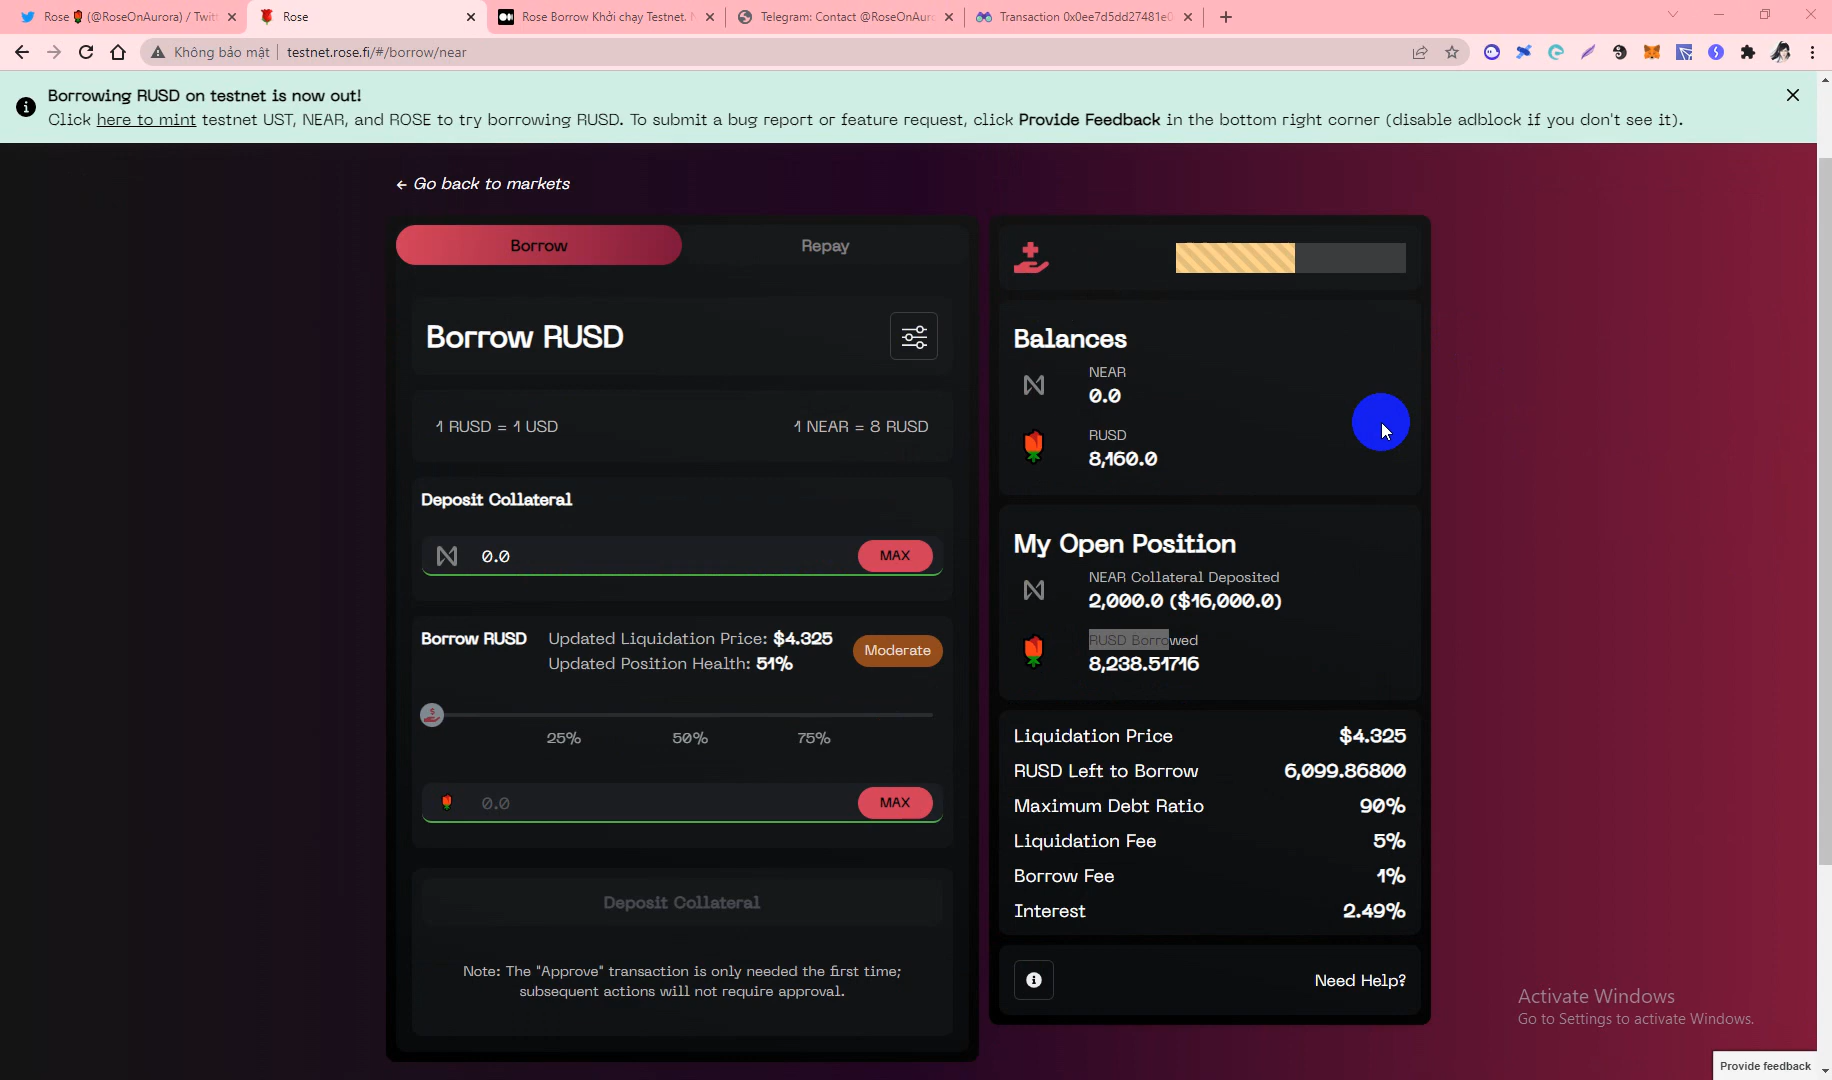 Rose 🌹 (@RoseOnAurora) / Twitt
Rose
Rose Borrow Khởi chạy Testnet. N
Telegram: Contact @RoseOnAuro
Transaction 0x0ee7d5dd27481e0
Không bảo mật
testnet.rose.fi/#/borrow/near
Borrowing RUSD on testnet is now out!
Click here to mint testnet UST, NEAR, and ROSE to try borrowing RUSD. To submit a bug report or feature request, click Provide Feedback in the bottom right corner (disable adblock if you don't see it).
← Go back to markets
Borrow
Repay
Borrow RUSD
1 RUSD = 1 USD
1 NEAR = 8 RUSD
Deposit Collateral
0.0
MAX
Borrow RUSD
Updated Liquidation Price: $4.325
Updated Position Health: 51%
Moderate
25%
50%
75%
0.0
MAX
Deposit Collateral
Note: The "Approve" transaction is only needed the first time;
subsequent actions will not require approval.
Balances
NEAR
0.0
RUSD
8,160.0
My Open Position
NEAR Collateral Deposited
2,000.0 ($16,000.0)
RUSD Borrowed
8,238.51716
Liquidation Price $4.325
RUSD Left to Borrow 6,099.86800
Maximum Debt Ratio 90%
Liquidation Fee 5%
Borrow Fee 1%
Interest 2.49%
Need Help?
Activate Windows
Go to Settings to activate Windows.
Provide feedback